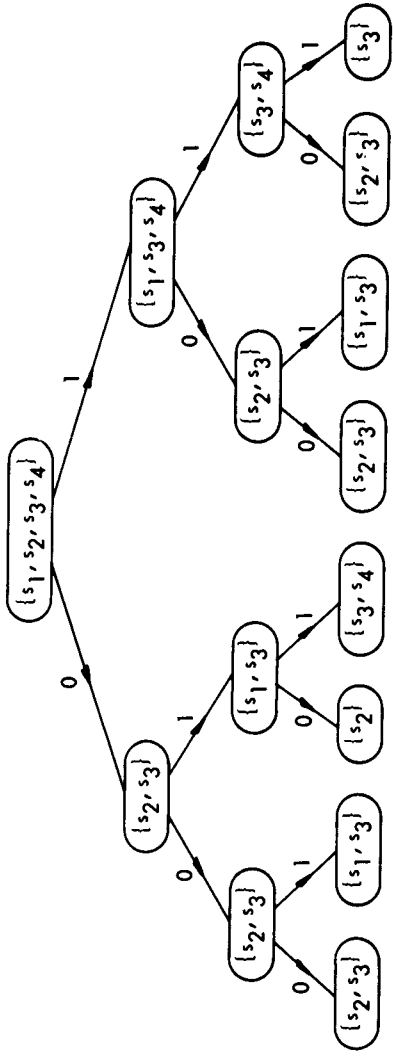 {s1, s2, s3, s4}
0 1
{s2, s3} {s1, s3, s4}
0 1 0 1
{s2, s3} {s1, s3} {s2, s3} {s3, s4}
0 1 0 1 0 1 0 1
{s2, s3} {s1, s3} {s2} {s3, s4} {s2, s3} {s1, s3} {s2, s3} {s3}